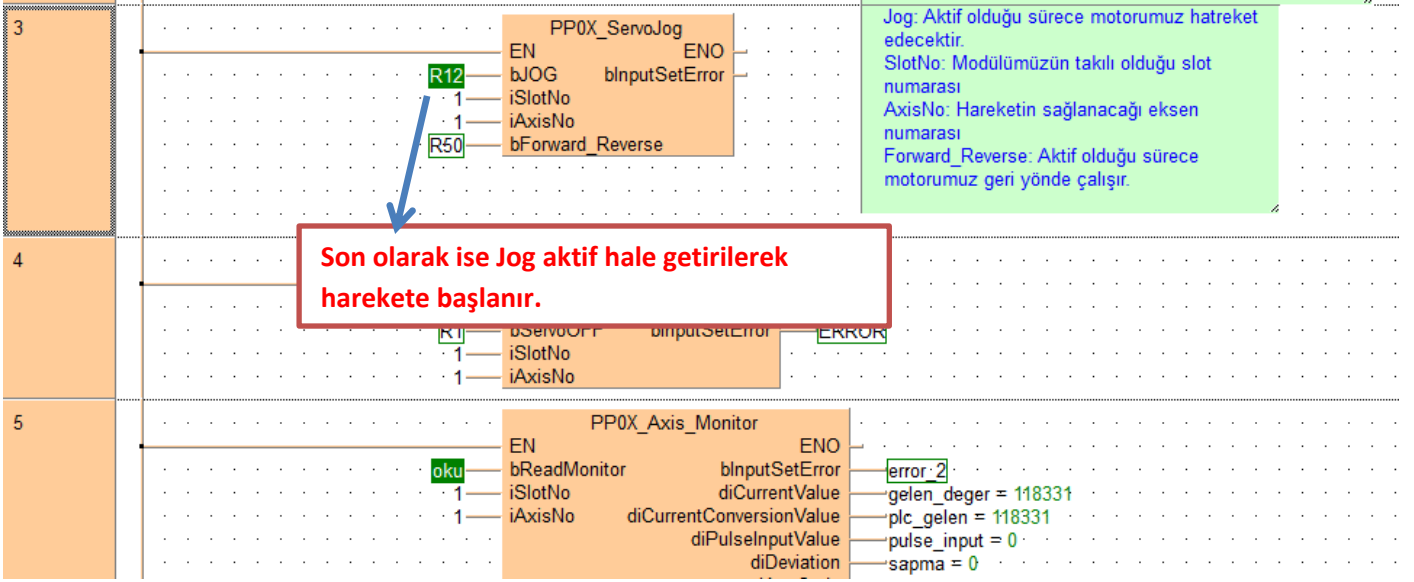 3
PP0X_ServoJog
EN ENO
R12 bJOG bInputSetError
1 iSlotNo
1 iAxisNo
R50 bForward_Reverse
Jog: Aktif olduğu sürece motorumuz hatreket
edecektir.
SlotNo: Modülümüzün takılı olduğu slot
numarası
AxisNo: Hareketin sağlanacağı eksen
numarası
Forward_Reverse: Aktif olduğu sürece
motorumuz geri yönde çalışır.
Son olarak ise Jog aktif hale getirilerek
harekete başlanır.
4
R1 bServoOFF bInputSetError ERROR
1 iSlotNo
1 iAxisNo
5
PP0X_Axis_Monitor
EN ENO
oku bReadMonitor bInputSetError error_2
1 iSlotNo diCurrentValue gelen_deger = 118331
1 iAxisNo diCurrentConversionValue plc_gelen = 118331
diPulseInputValue pulse_input = 0
diDeviation sapma = 0